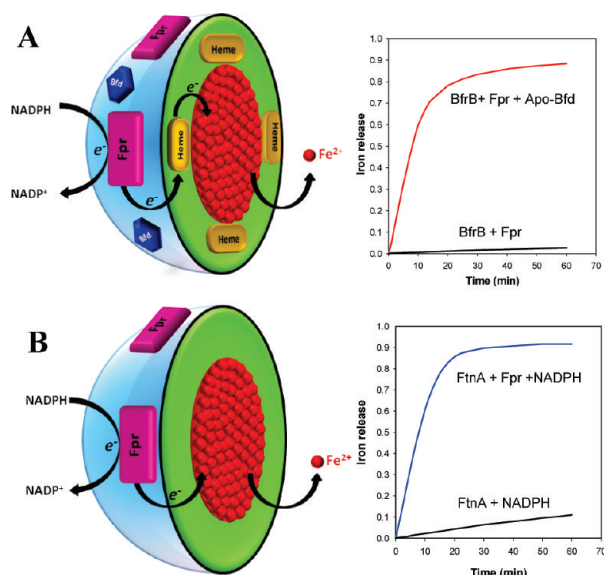 A
Fpr
Bfd
Heme
NADPH
e-
Fpr
e-
Heme
Heme
Fe2+
NADP+
e-
Bfd
Heme
Iron release
1.0
0.9
0.8
0.7
0.6
0.5
0.4
0.3
0.2
0.1
0
BfrB+ Fpr + Apo-Bfd
BfrB + Fpr
0 10 20 30 40 50 60 70
Time (min)
B
Fpr
NADPH
e-
Fpr
Fe2+
NADP+
e-
Iron release
1.0
0.9
0.8
0.7
0.6
0.5
0.4
0.3
0.2
0.1
0
FtnA + Fpr +NADPH
FtnA + NADPH
0 10 20 30 40 50 60 70
Time (min)